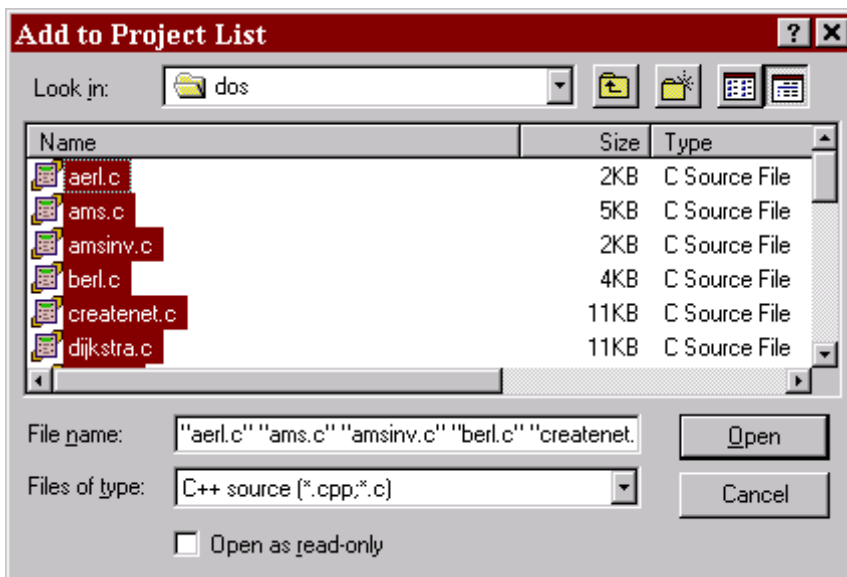 Add to Project List
Look in: dos
Name Size Type
aerl.c 2KB C Source File
ams.c 5KB C Source File
amsinv.c 2KB C Source File
berl.c 4KB C Source File
createnet.c 11KB C Source File
dijkstra.c 11KB C Source File
File name: "aerl.c" "ams.c" "amsinv.c" "berl.c" "createnet. Open
Files of type: C++ source (*.cpp;*.c) Cancel
Open as read-only